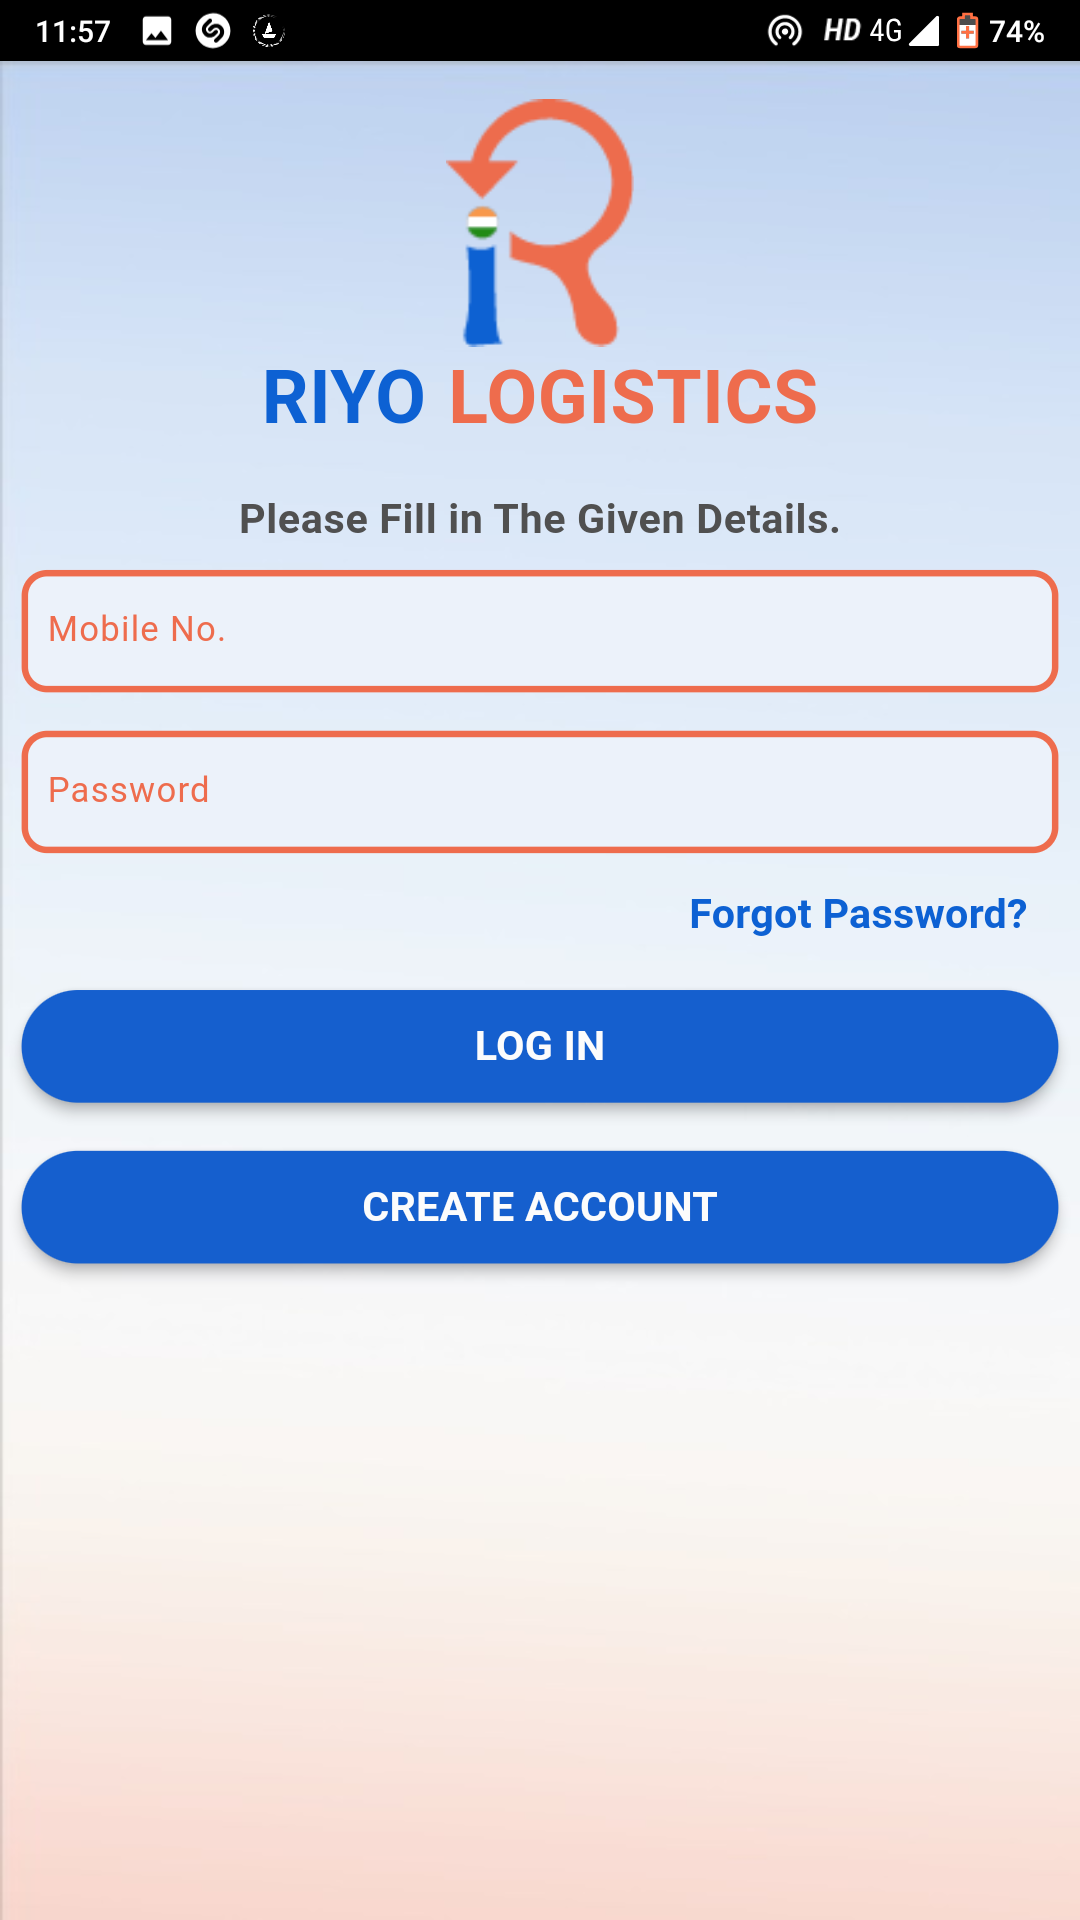 11:57 HD 4G 74%
RIYO LOGISTICS
Please Fill in The Given Details.
Mobile No.
Password
Forgot Password?
LOG IN
CREATE ACCOUNT